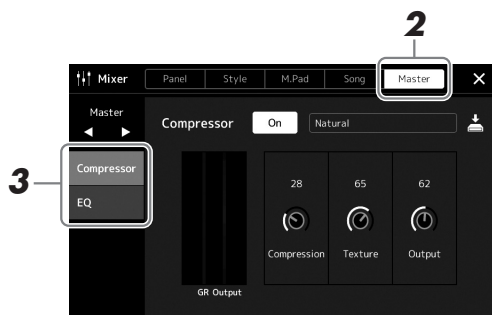 2
Mixer Panel Style M.Pad Song Master
Master
Compressor On Natural
3
Compressor
EQ
28 65 62
Compression Texture Output
GR Output